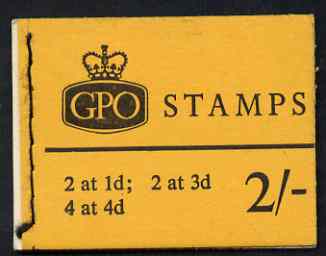 GPO STAMPS
2 at 1d; 2 at 3d
4 at 4d 2/-